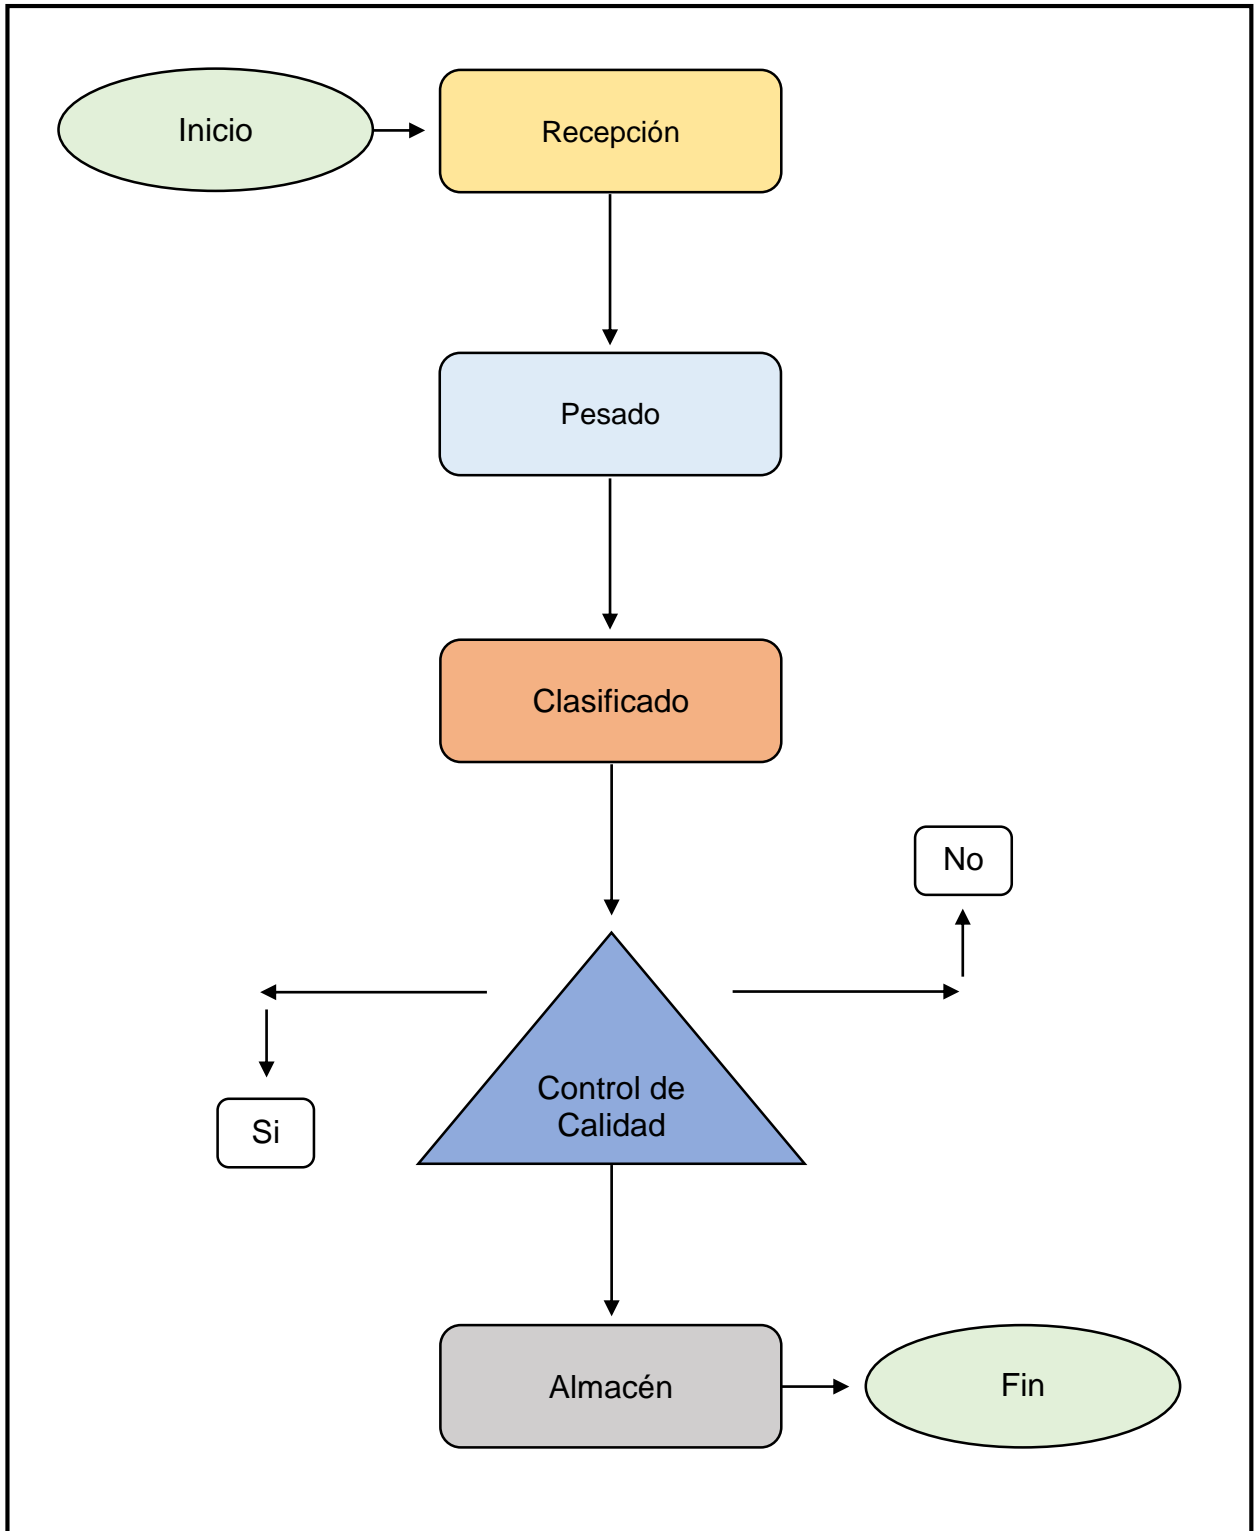 Inicio
Recepción
Pesado
Clasificado
No
Si
Control de
Calidad
Almacén
Fin